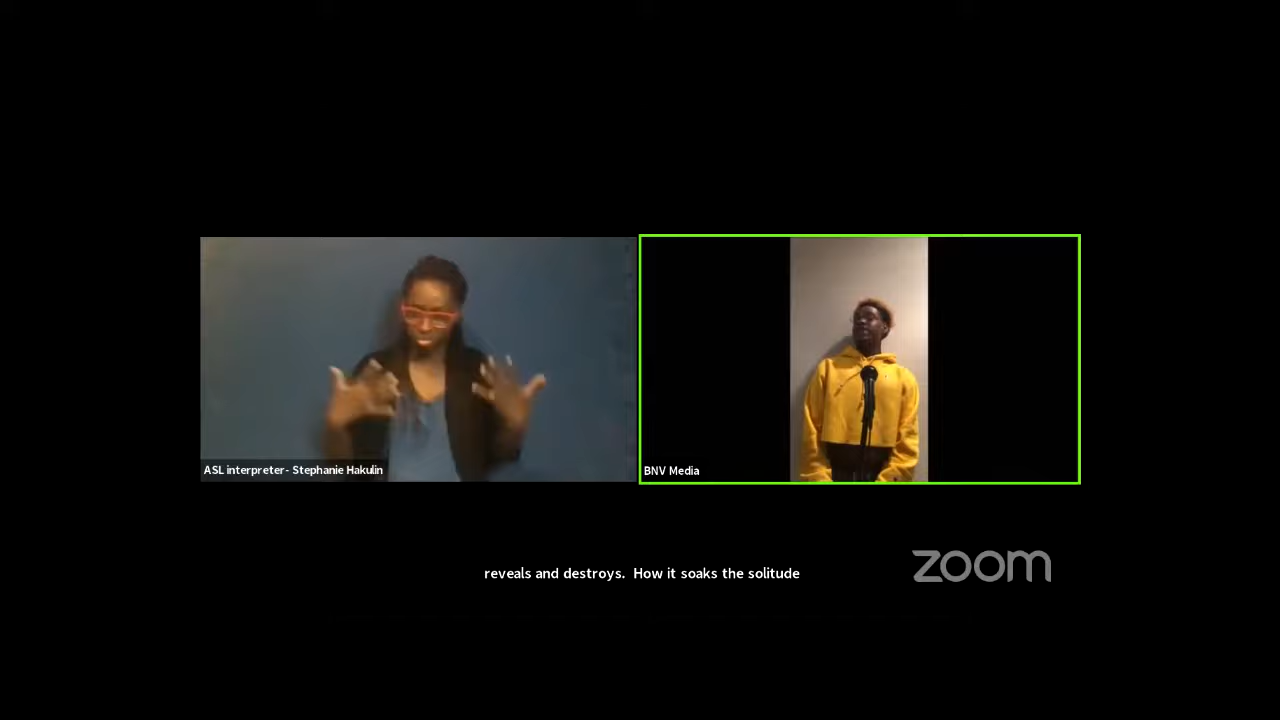 ASL interpreter- Stephanie Hakulin
BNV Media
reveals and destroys.  How it soaks the solitude
zoom